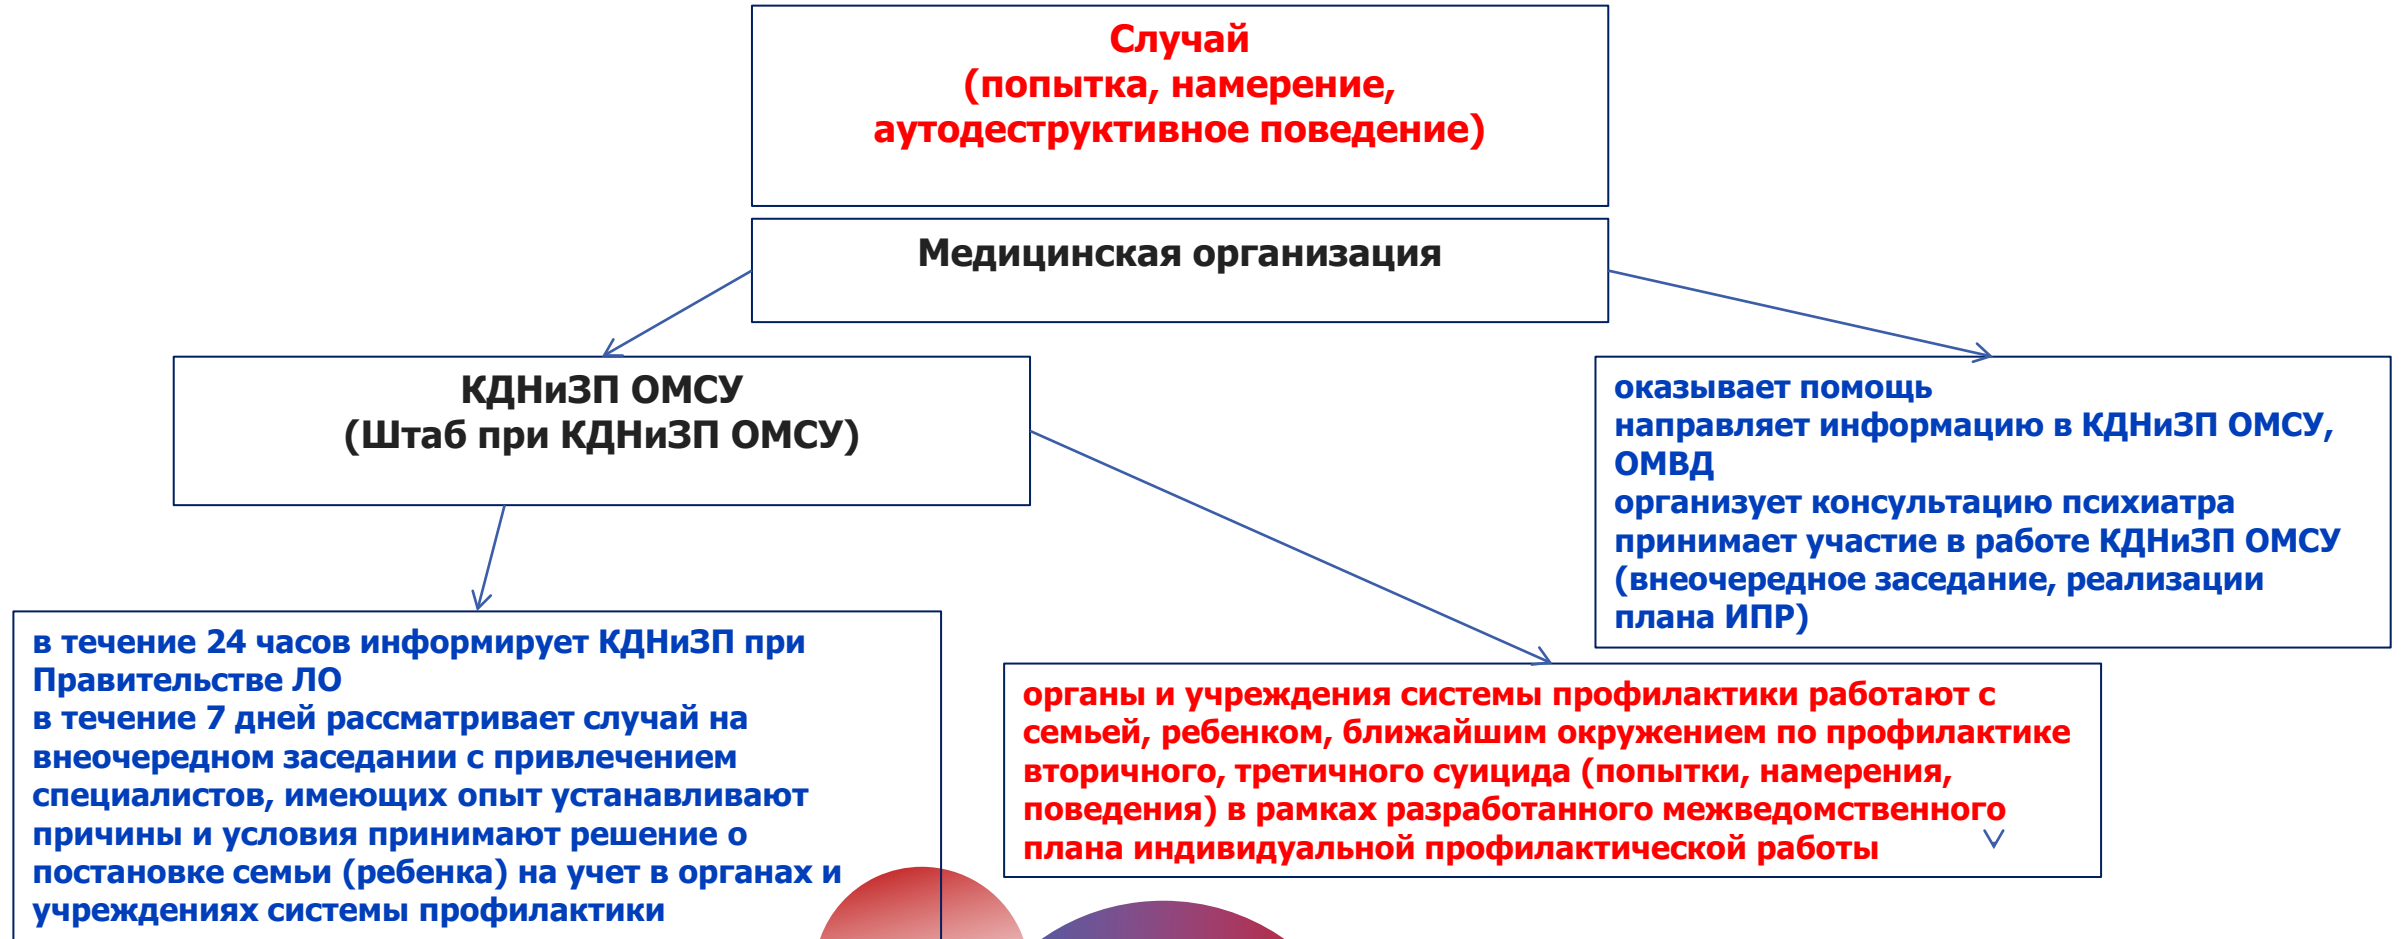 Случай
(попытка, намерение,
аутодеструктивное поведение)
Медицинская организация
КДНиЗП ОМСУ
(Штаб при КДНиЗП ОМСУ)
оказывает помощь
направляет информацию в КДНиЗП ОМСУ,
ОМВД
организует консультацию психиатра
принимает участие в работе КДНиЗП ОМСУ
(внеочередное заседание, реализации
плана ИПР)
в течение 24 часов информирует КДНиЗП при
Правительстве ЛО
в течение 7 дней рассматривает случай на
внеочередном заседании с привлечением
специалистов, имеющих опыт устанавливают
причины и условия принимают решение о
постановке семьи (ребенка) на учет в органах и
учреждениях системы профилактики
органы и учреждения системы профилактики работают с
семьей, ребенком, ближайшим окружением по профилактике
вторичного, третичного суицида (попытки, намерения,
поведения) в рамках разработанного межведомственного
плана индивидуальной профилактической работы